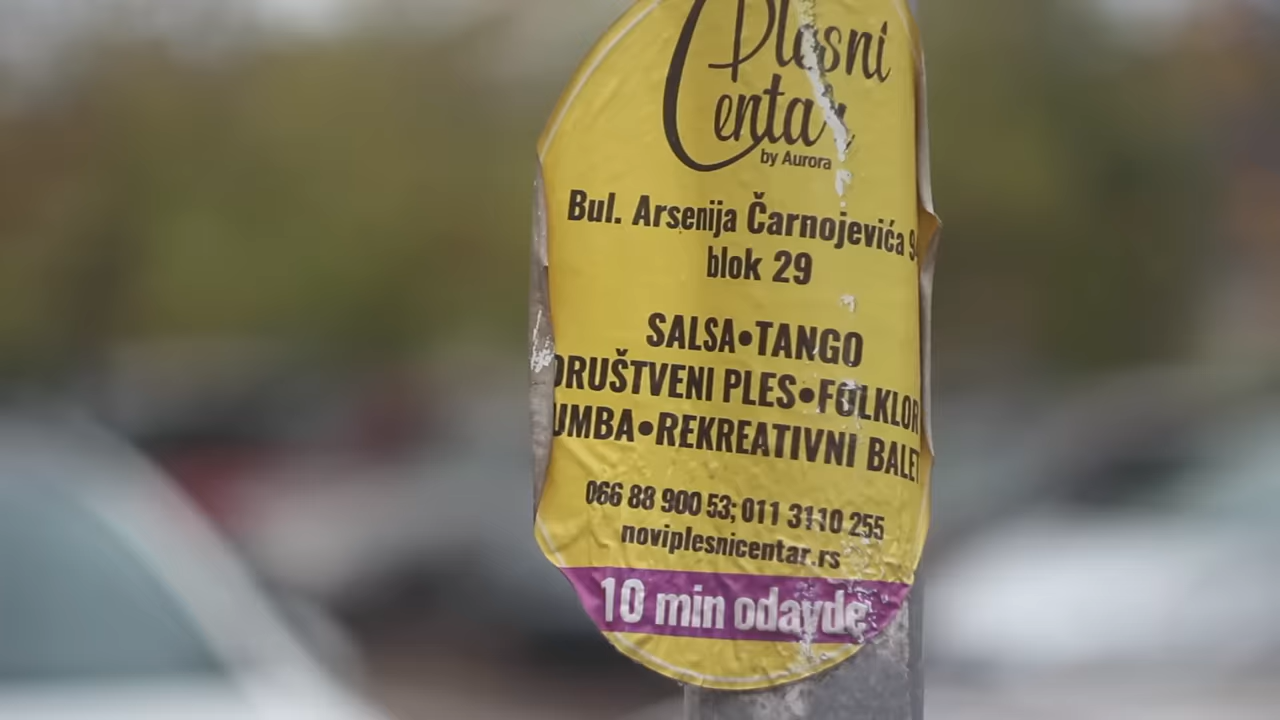 Plesni
Centar
by Aurora
Bul. Arsenija Čarnojevića
blok 29
SALSA•TANGO
DRUŠTVENI PLES•FOLKLOR
UMBA•REKREATIVNI BALET
066 88 900 53; 011 3110 255
noviplesnicentar.rs
10 min odavde